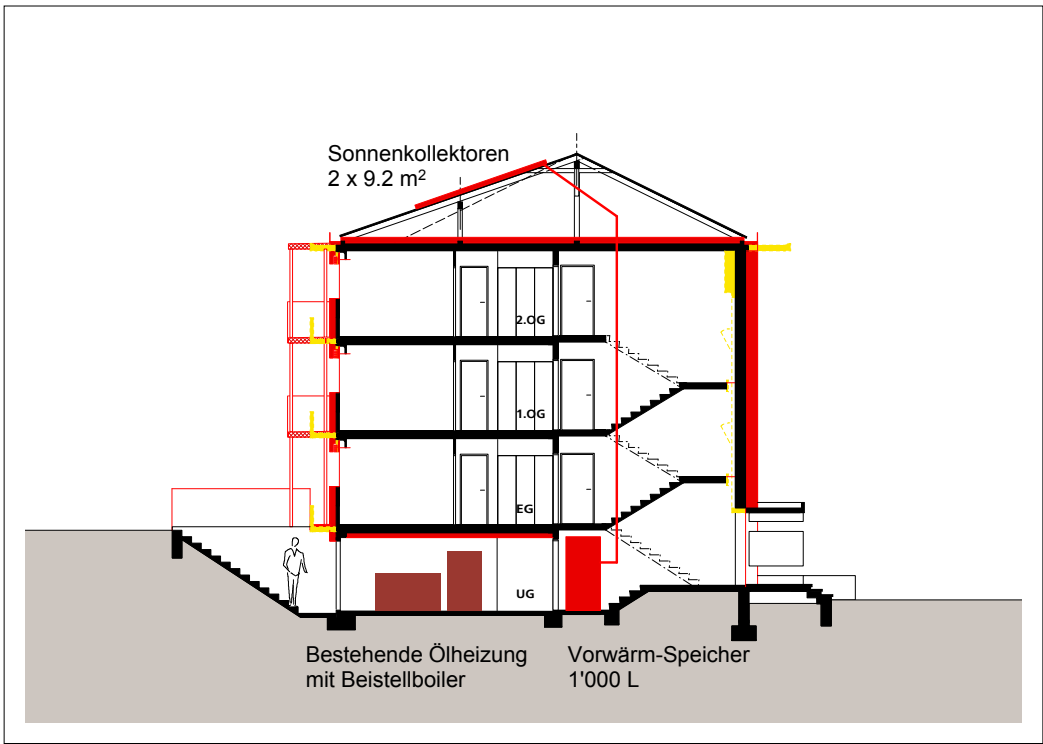 Sonnenkollektoren
2 x 9.2 m²
2.OG
1.OG
EG
UG
Bestehende Ölheizung
mit Beistellboiler
Vorwärm-Speicher
1'000 L